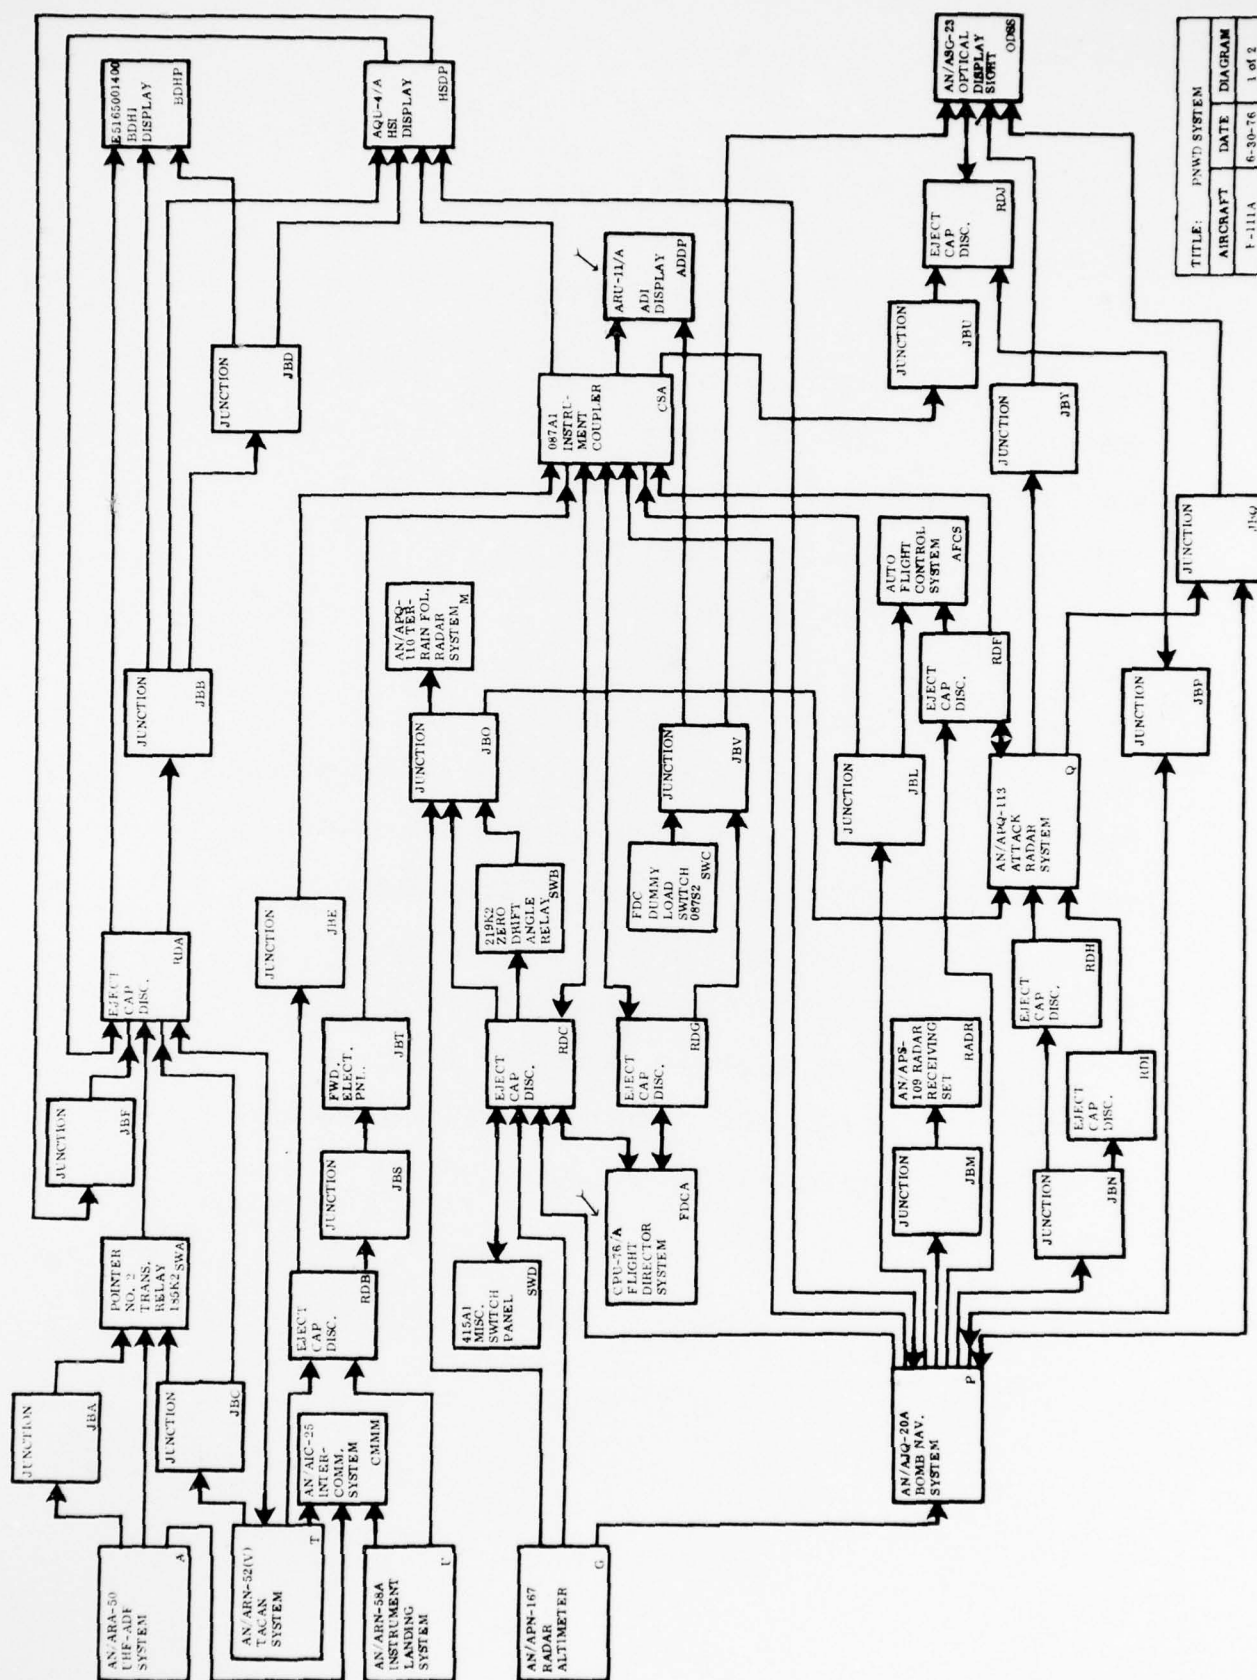 AN/ARA-50
UHF-ADF
SYSTEM
A
JUNCTION
JBA
POINTER
NO. 2
TRANS.
RELAY
185K2 SWA
JUNCTION
JBC
AN/ARN-52(V)
TACAN
SYSTEM
T
AN/AIC-25
INTER-
COMM.
SYSTEM
CMMM
AN/ARN-58A
INSTRUMENT
LANDING
SYSTEM
U
JUNCTION
JBF
EJECT
CAP
DISC.
RDA
JUNCTION
JBB
JUNCTION
JBD
E5165001400
BDHI
DISPLAY
BDHP
AQU-4/A
HSI
DISPLAY
HSDP
EJECT
CAP
DISC.
RDB
JUNCTION
JBE
JUNCTION
JBS
FWD.
ELECT.
PNL.
JBT
AN/APN-167
RADAR
ALTIMETER
G
415A1
MISC.
SWITCH
PANEL
SWD
EJECT
CAP
DISC.
RDC
219K2
ZERO
DRIFT
ANGLE
RELAY
SWB
JUNCTION
JBO
AN/APQ-
110 TER-
RAIN FOL.
RADAR
SYSTEM
M
087A1
INSTRU-
MENT
COUPLER
CSA
ARU-11/A
ADI
DISPLAY
ADDP
CPU-76/A
FLIGHT
DIRECTOR
SYSTEM
FDCA
EJECT
CAP
DISC.
RDG
FDC
DUMMY
LOAD
SWITCH
087S2
SWC
JUNCTION
JBV
AN/AJQ-20A
BOMB NAV.
SYSTEM
P
JUNCTION
JBM
AN/APS-
109 RADAR
RECEIVING
SET
RADR
JUNCTION
JBL
AUTO
FLIGHT
CONTROL
SYSTEM
AFCS
EJECT
CAP
DISC.
RDF
JUNCTION
JBN
EJECT
CAP
DISC.
RDH
EJECT
CAP
DISC.
RDI
AN/APQ-113
ATTACK
RADAR
SYSTEM
Q
JUNCTION
JBU
EJECT
CAP
DISC.
RDJ
AN/ASG-23
OPTICAL
DISPLAY
SIGHT
ODSS
JUNCTION
JBY
JUNCTION
JBP
JUNCTION
JBQ
TITLE: PNWD SYSTEM
AIRCRAFT DATE DIAGRAM
F-111A 6-30-76 1 of 2